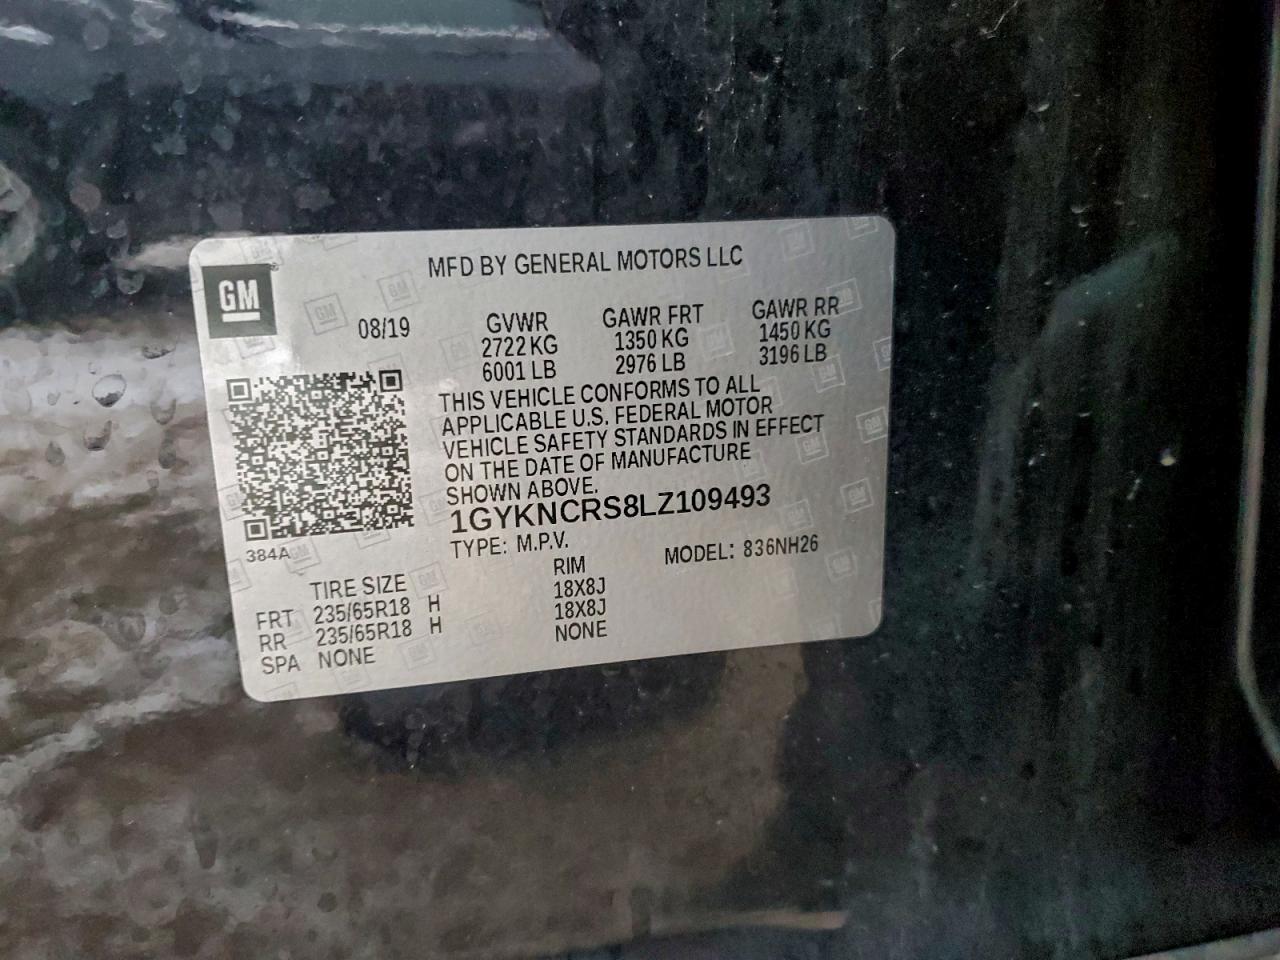 MFD BY GENERAL MOTORS LLC
GM
08/19
GVWR GAWR FRT GAWR RR
2722 KG 1350 KG 1450 KG
6001 LB 2976 LB 3196 LB
THIS VEHICLE CONFORMS TO ALL
APPLICABLE U.S. FEDERAL MOTOR
VEHICLE SAFETY STANDARDS IN EFFECT
ON THE DATE OF MANUFACTURE
SHOWN ABOVE.
1GYKNCRS8LZ109493
384A
TYPE: M.P.V. MODEL: 836NH26
TIRE SIZE RIM
FRT 235/65R18 H 18X8J
RR 235/65R18 H 18X8J
SPA NONE NONE